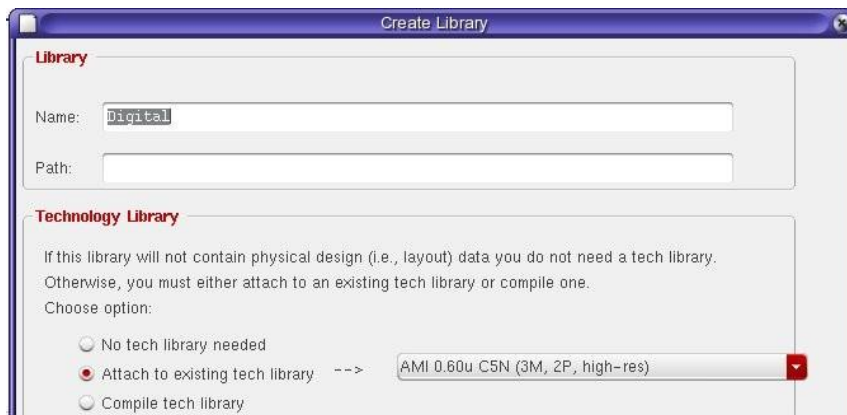 Create Library
Library
Name: Digital
Path:
Technology Library
If this library will not contain physical design (i.e., layout) data you do not need a tech library.
Otherwise, you must either attach to an existing tech library or compile one.
Choose option:
No tech library needed
Attach to existing tech library --> AMI 0.60u C5N (3M, 2P, high-res)
Compile tech library